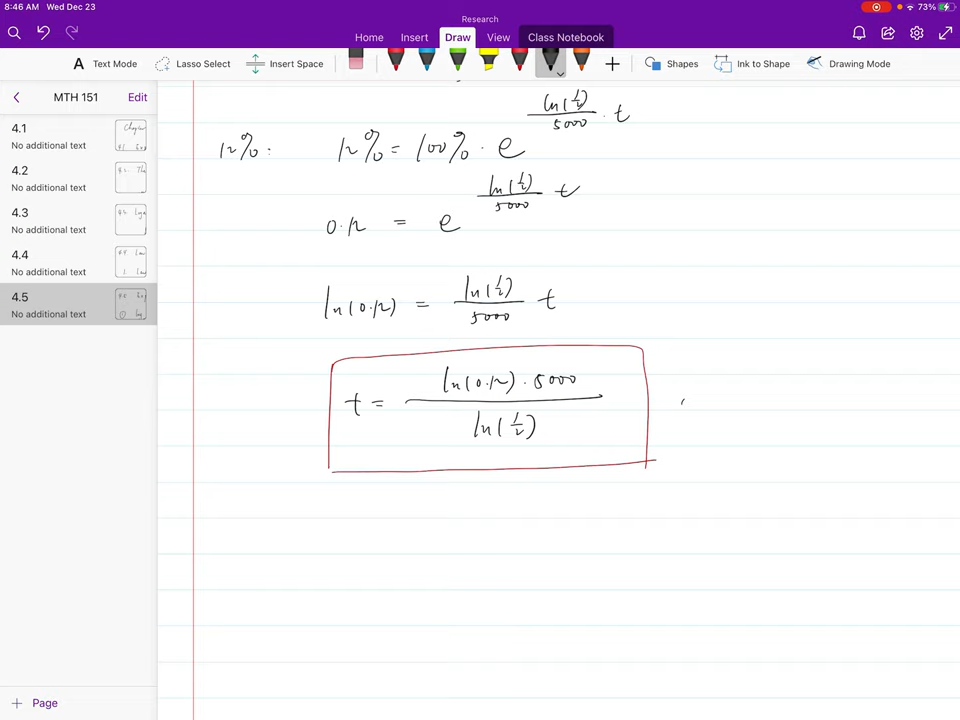 8:46 AM Wed Dec 23
73%
Research
Home Insert Draw View Class Notebook
Text Mode Lasso Select Insert Space Shapes Ink to Shape Drawing Mode
MTH 151 Edit
4.1
No additional text
4.2
No additional text
4.3
No additional text
4.4
No additional text
4.5
No additional text
12%: 12% = 100% · e^(ln(1/2)/5000 · t)
0.12 = e^(ln(1/2)/5000 t)
ln(0.12) = ln(1/2)/5000 t
t = ln(0.12) · 5000 / ln(1/2)
+ Page